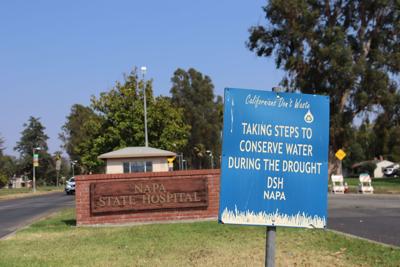 Californians Don't Waste
TAKING STEPS TO
CONSERVE WATER
DURING THE DROUGHT
DSH
NAPA
NAPA
STATE HOSPITAL